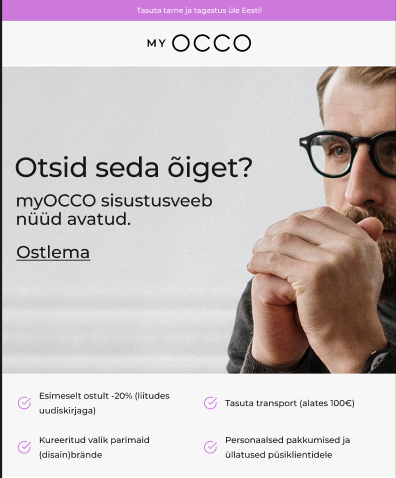 Tasuta tarne ja tagastus üle Eesti!
MY OCCO
Otsid seda õiget?
myOCCO sisustusveeb
nüüd avatud.
Ostlema
Esimeselt ostult -20% (liitudes
uudiskirjaga)
Tasuta transport (alates 100€)
Kureeritud valik parimaid
(disain)brände
Personaalsed pakkumised ja
üllatused püsiklientidele